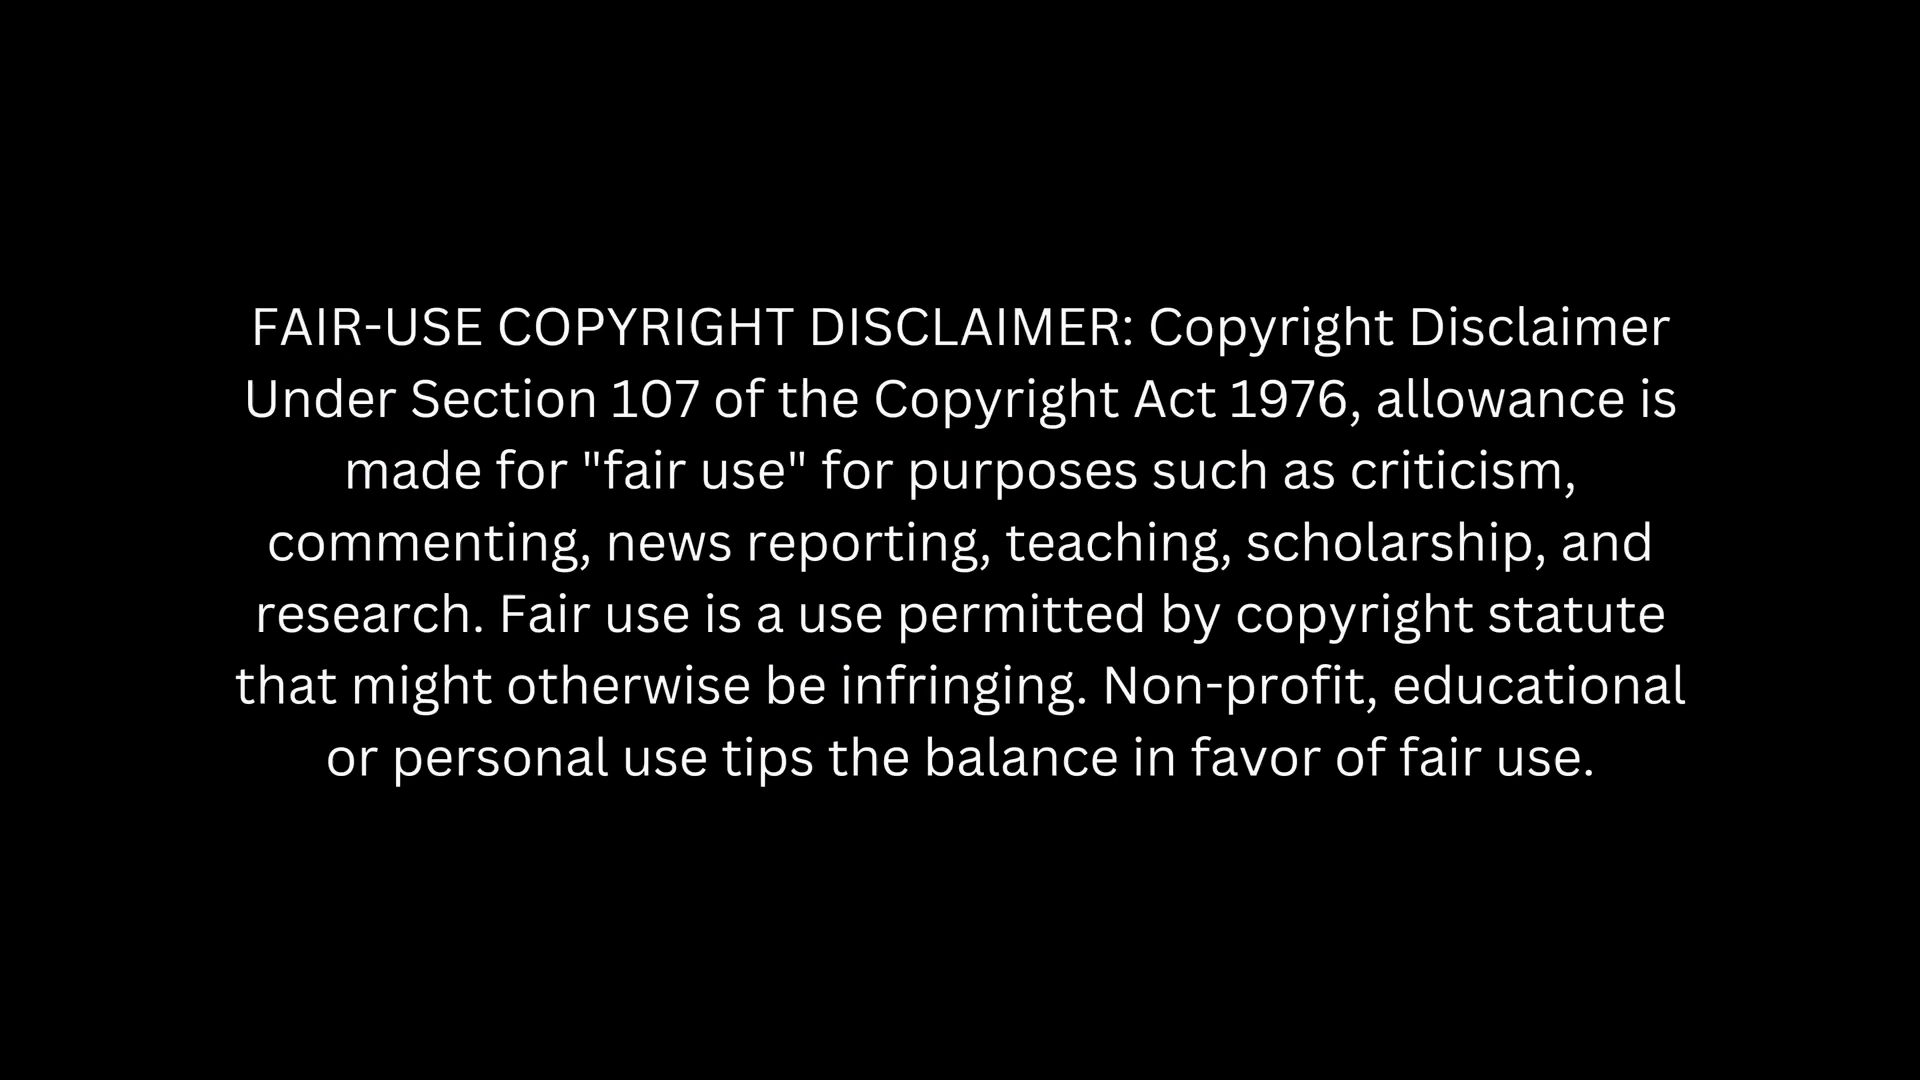 FAIR-USE COPYRIGHT DISCLAIMER: Copyright Disclaimer
Under Section 107 of the Copyright Act 1976, allowance is
made for "fair use" for purposes such as criticism,
commenting, news reporting, teaching, scholarship, and
research. Fair use is a use permitted by copyright statute
that might otherwise be infringing. Non-profit, educational
or personal use tips the balance in favor of fair use.